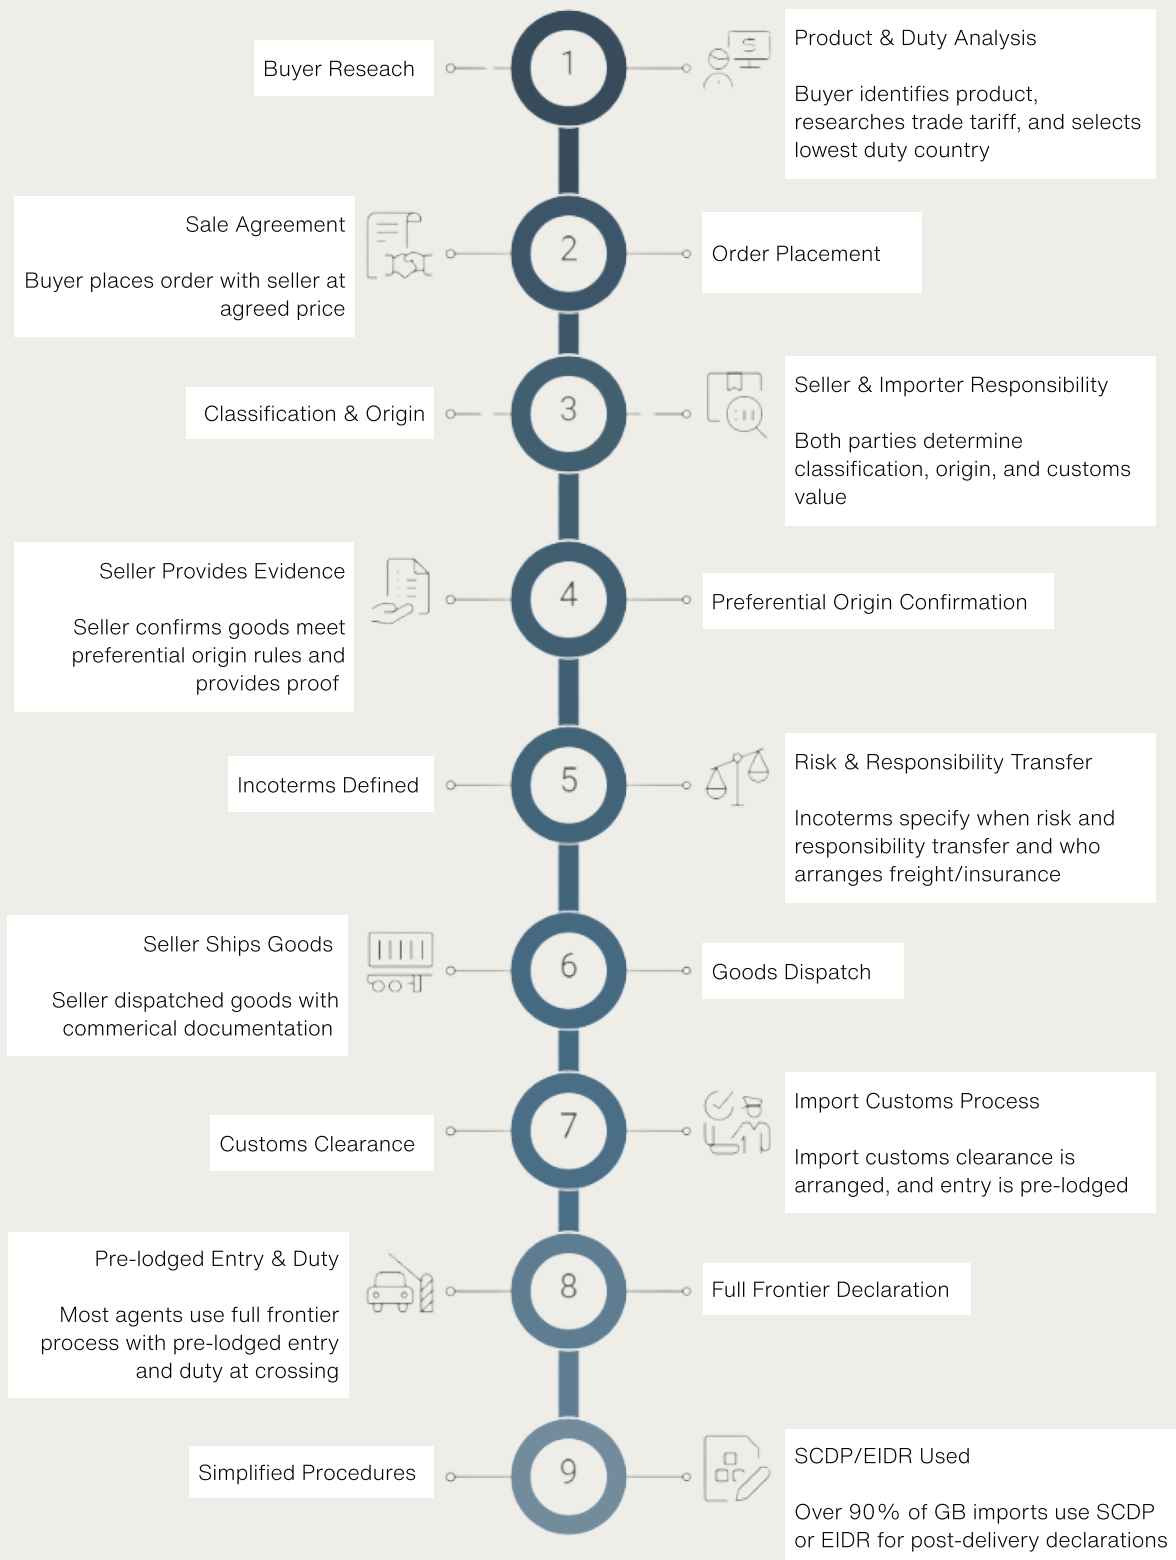 Buyer Reseach
1
Product & Duty Analysis
Buyer identifies product,
researches trade tariff, and selects
lowest duty country
Sale Agreement
Buyer places order with seller at
agreed price
2
Order Placement
Classification & Origin
3
Seller & Importer Responsibility
Both parties determine
classification, origin, and customs
value
Seller Provides Evidence
Seller confirms goods meet
preferential origin rules and
provides proof
4
Preferential Origin Confirmation
Incoterms Defined
5
Risk & Responsibility Transfer
Incoterms specify when risk and
responsibility transfer and who
arranges freight/insurance
Seller Ships Goods
Seller dispatched goods with
commerical documentation
6
Goods Dispatch
Customs Clearance
7
Import Customs Process
Import customs clearance is
arranged, and entry is pre-lodged
Pre-lodged Entry & Duty
Most agents use full frontier
process with pre-lodged entry
and duty at crossing
8
Full Frontier Declaration
Simplified Procedures
9
SCDP/EIDR Used
Over 90% of GB imports use SCDP
or EIDR for post-delivery declarations